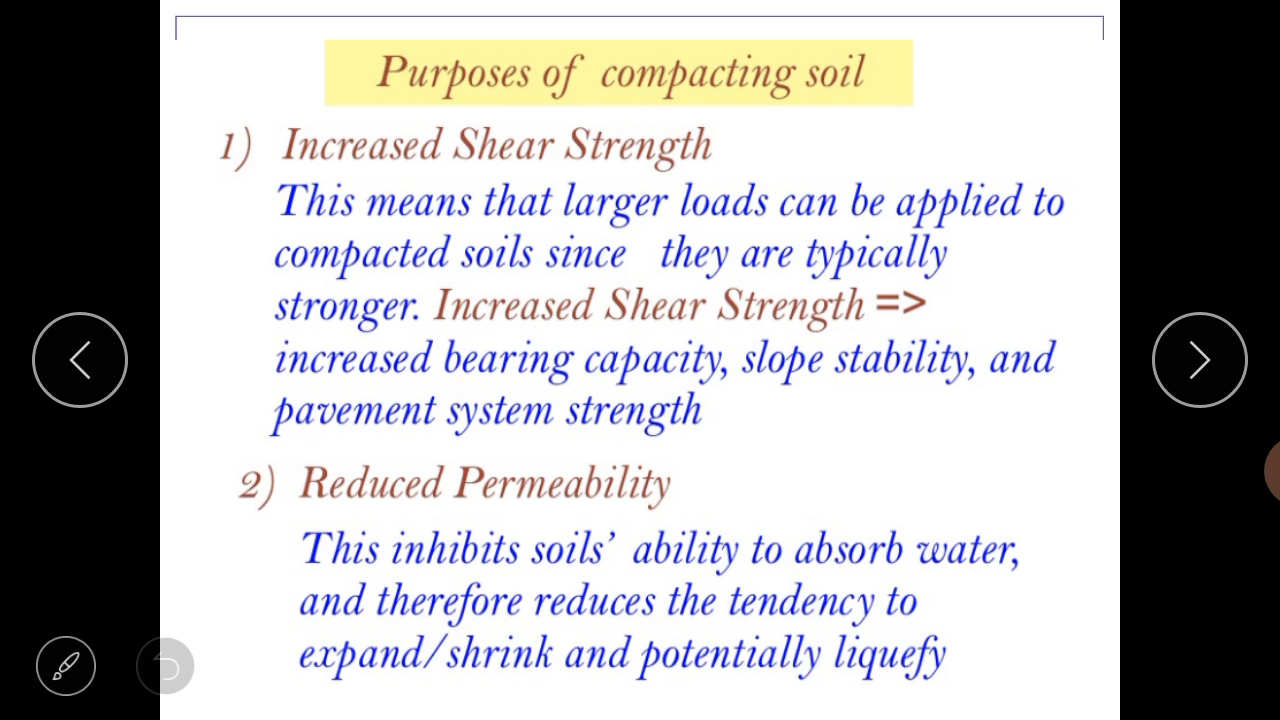 Purposes of compacting soil
1) Increased Shear Strength
This means that larger loads can be applied to
compacted soils since they are typically
stronger. Increased Shear Strength =>
increased bearing capacity, slope stability, and
pavement system strength
2) Reduced Permeability
This inhibits soils’ ability to absorb water,
and therefore reduces the tendency to
expand/shrink and potentially liquefy